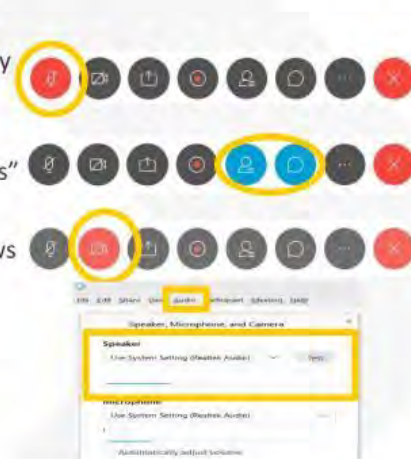 y
s"
ws
Edit Share View Audio Participant Meeting Help
Speaker, Microphone, and Camera
Speaker
Use System Setting (Realtek Audio)
Test
Microphone
Use System Setting (Realtek Audio)
Automatically adjust volume